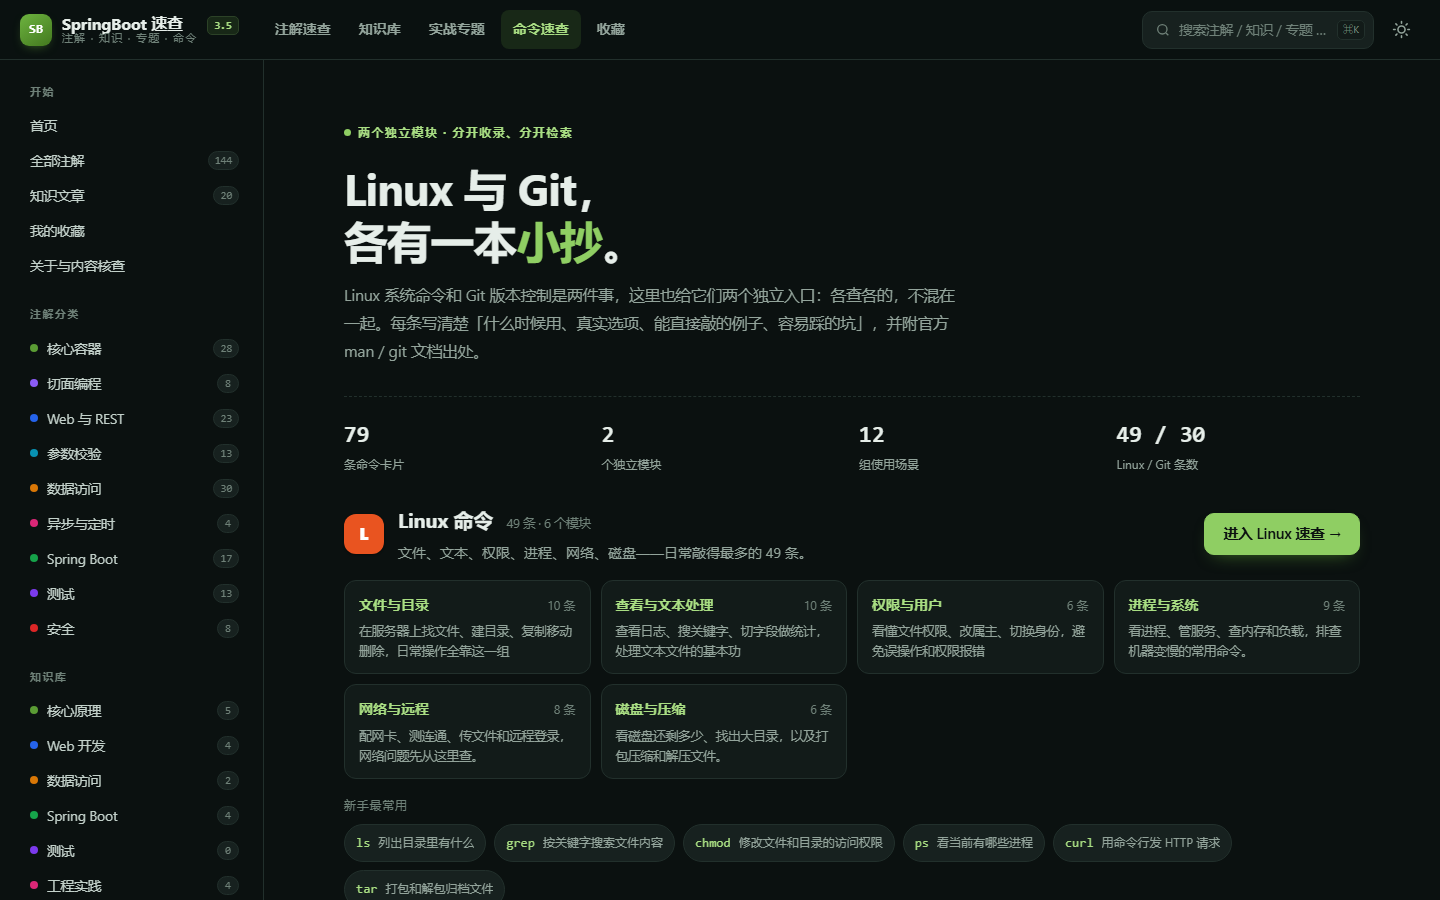 SB
SpringBoot 速查
3.5
注解 · 知识 · 专题 · 命令
注解速查
知识库
实战专题
命令速查
收藏
搜索注解 / 知识 / 专题 ...
⌘K
开始
首页
全部注解 144
知识文章 20
我的收藏
关于与内容核查
注解分类
核心容器 28
切面编程 8
Web 与 REST 23
参数校验 13
数据访问 30
异步与定时 4
Spring Boot 17
测试 13
安全 8
知识库
核心原理 5
Web 开发 4
数据访问 2
Spring Boot 4
测试 0
工程实践 4
两个独立模块 · 分开收录、分开检索
Linux 与 Git，
各有一本小抄。
Linux 系统命令和 Git 版本控制是两件事，这里也给它们两个独立入口：各查各的，不混在
一起。每条写清楚「什么时候用、真实选项、能直接敲的例子、容易踩的坑」，并附官方
man / git 文档出处。
79
条命令卡片
2
个独立模块
12
组使用场景
49 / 30
Linux / Git 条数
L
Linux 命令 49 条 · 6 个模块
文件、文本、权限、进程、网络、磁盘——日常敲得最多的 49 条。
进入 Linux 速查 →
文件与目录 10 条
在服务器上找文件、建目录、复制移动
删除，日常操作全靠这一组
查看与文本处理 10 条
查看日志、搜关键字、切字段做统计，
处理文本文件的基本功
权限与用户 6 条
看懂文件权限、改属主、切换身份，避
免误操作和权限报错
进程与系统 9 条
看进程、管服务、查内存和负载，排查
机器变慢的常用命令。
网络与远程 8 条
配网卡、测连通、传文件和远程登录，
网络问题先从这里查。
磁盘与压缩 6 条
看磁盘还剩多少、找出大目录，以及打
包压缩和解压文件。
新手最常用
ls 列出目录里有什么
grep 按关键字搜索文件内容
chmod 修改文件和目录的访问权限
ps 看当前有哪些进程
curl 用命令行发 HTTP 请求
tar 打包和解包归档文件